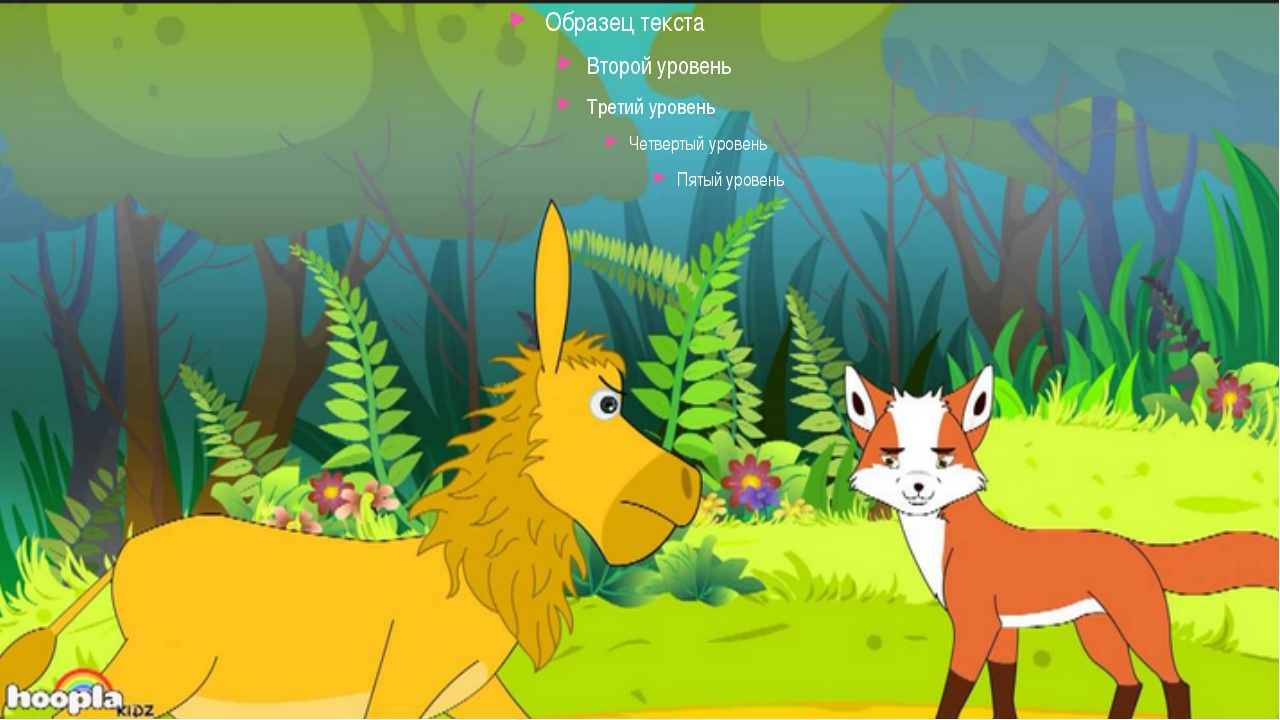 Образец текста
Второй уровень
Третий уровень
Четвертый уровень
Пятый уровень
hoopla
KIDZ